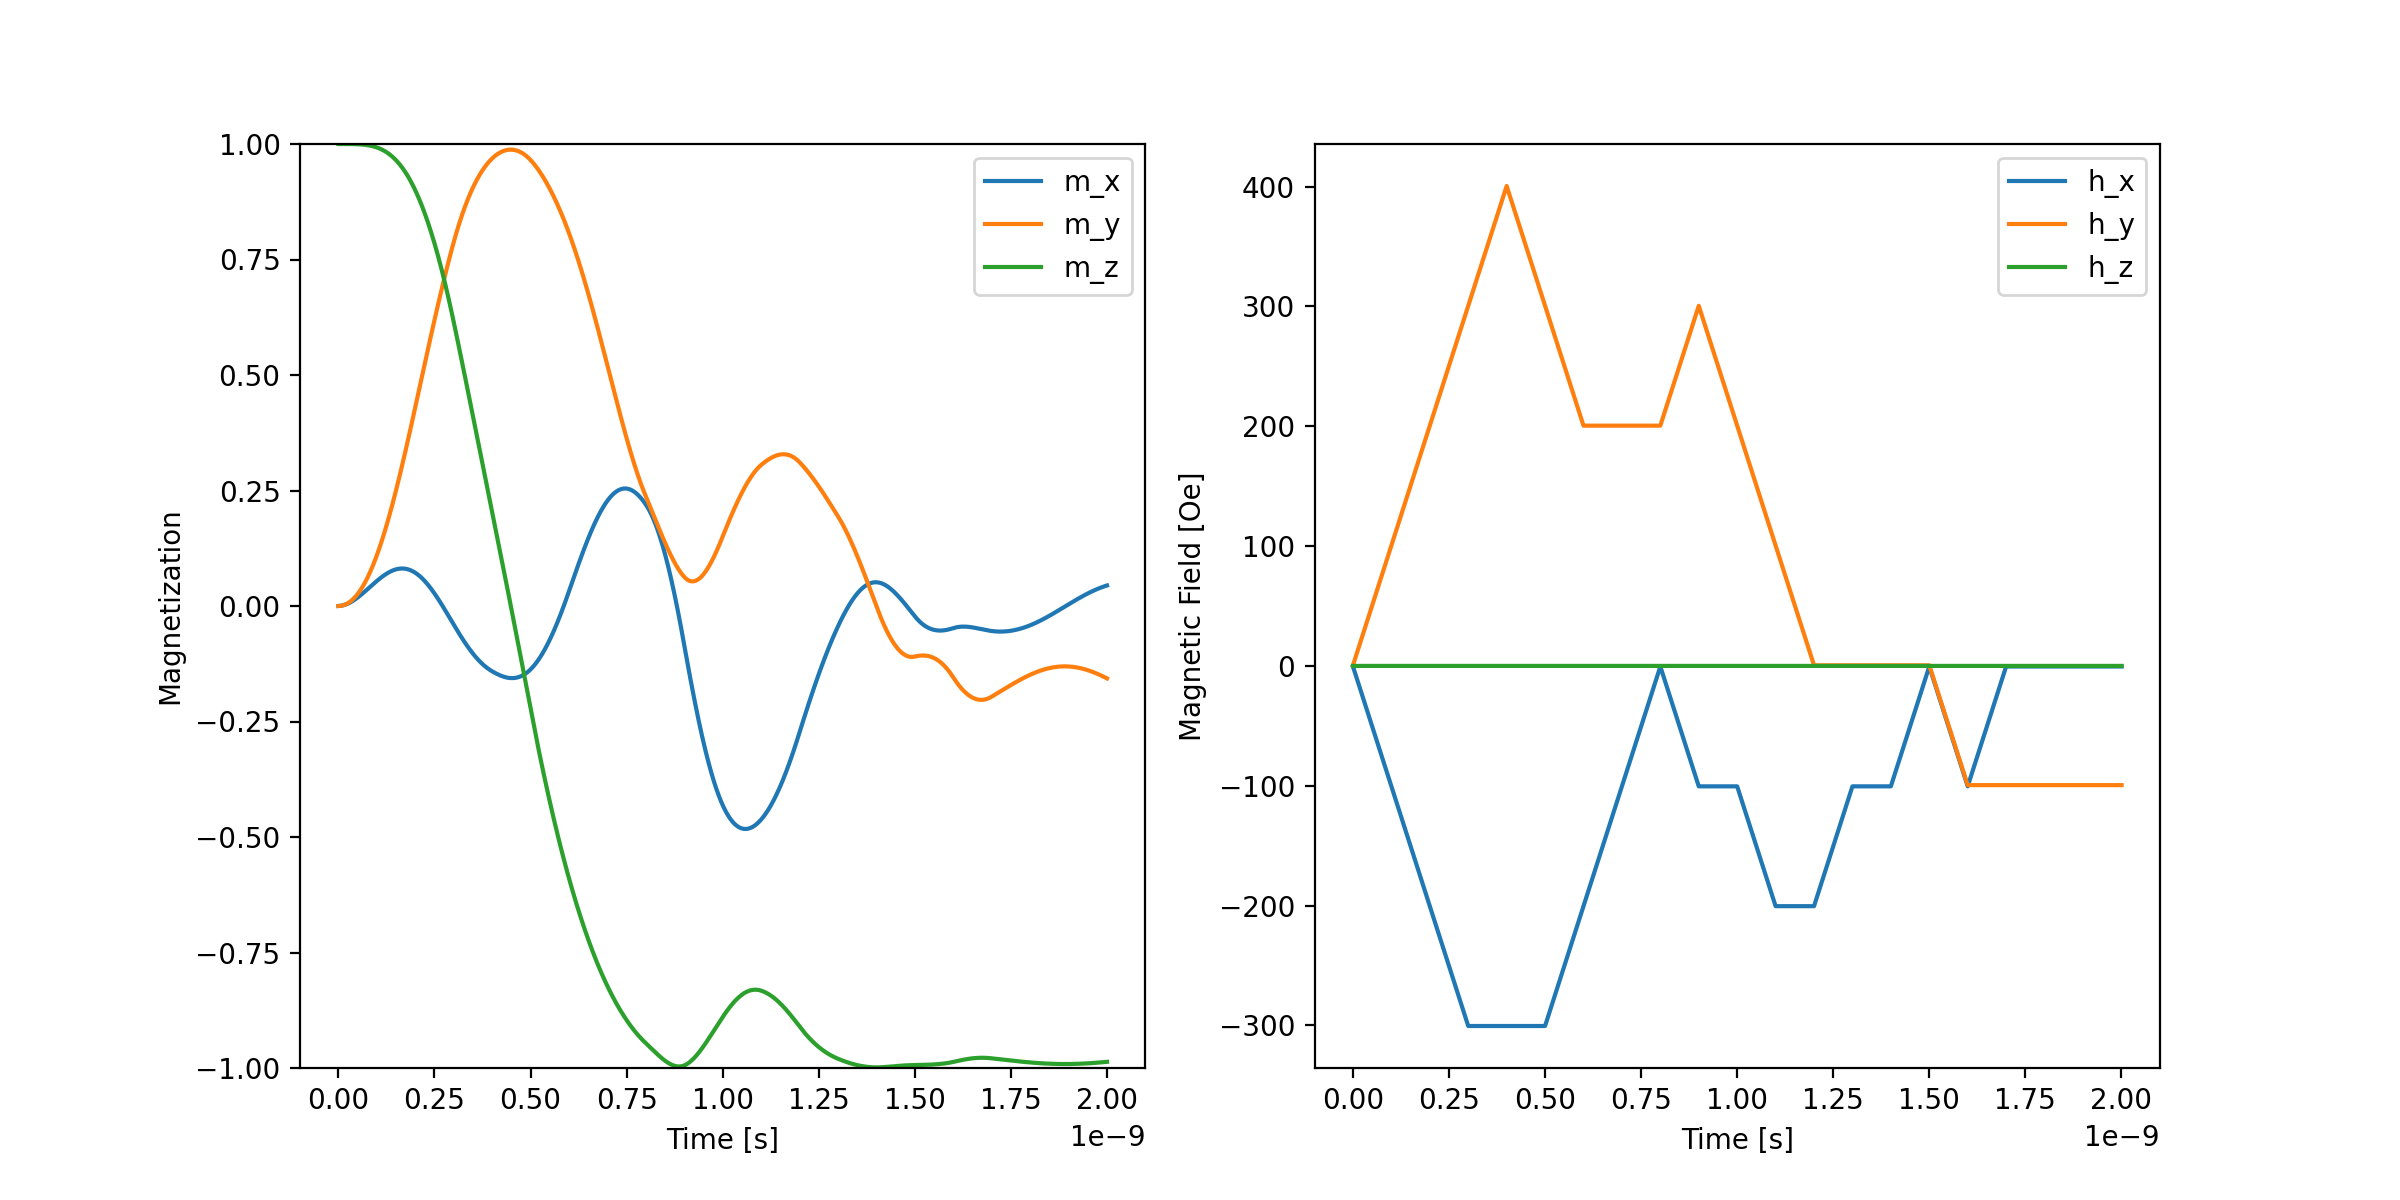 1.00
0.75
0.50
0.25
0.00
−0.25
−0.50
−0.75
−1.00
Magnetization
m_x
m_y
m_z
0.00 0.25 0.50 0.75 1.00 1.25 1.50 1.75 2.00
Time [s]
1e−9
400
300
200
100
0
−100
−200
−300
Magnetic Field [Oe]
h_x
h_y
h_z
0.00 0.25 0.50 0.75 1.00 1.25 1.50 1.75 2.00
Time [s]
1e−9